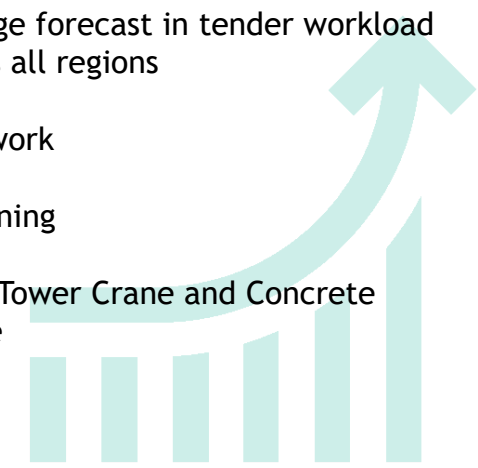 ge forecast in tender workload
all regions
work
ning
Tower Crane and Concrete